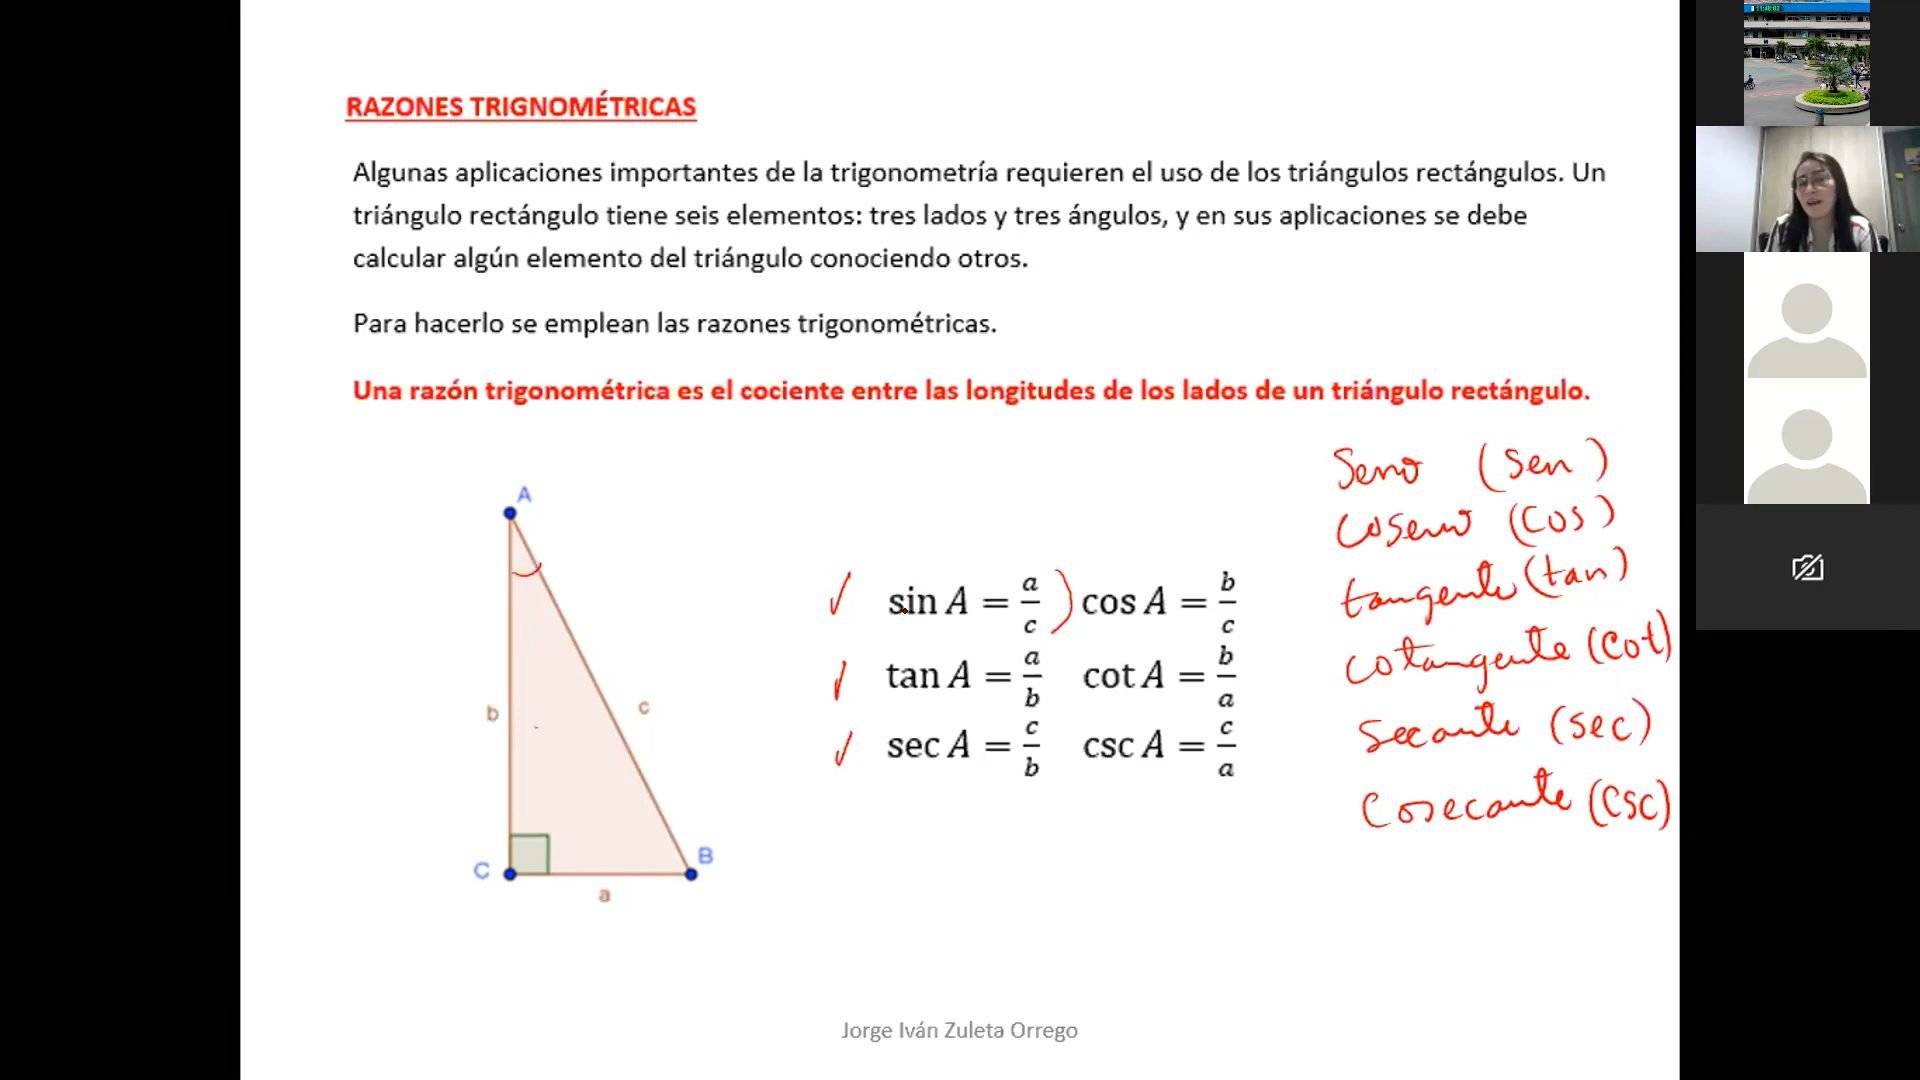 RAZONES TRIGNOMÉTRICAS
Algunas aplicaciones importantes de la trigonometría requieren el uso de los triángulos rectángulos. Un
triángulo rectángulo tiene seis elementos: tres lados y tres ángulos, y en sus aplicaciones se debe
calcular algún elemento del triángulo conociendo otros.
Para hacerlo se emplean las razones trigonométricas.
Una razón trigonométrica es el cociente entre las longitudes de los lados de un triángulo rectángulo.
A
b
c
C
B
a
sin A = a/c ) cos A = b/c
tan A = a/b cot A = b/a
sec A = c/b csc A = c/a
Seno (sen)
Coseno (cos)
tangente (tan)
cotangente (cot)
Secante (sec)
Cosecante (csc)
Jorge Iván Zuleta Orrego